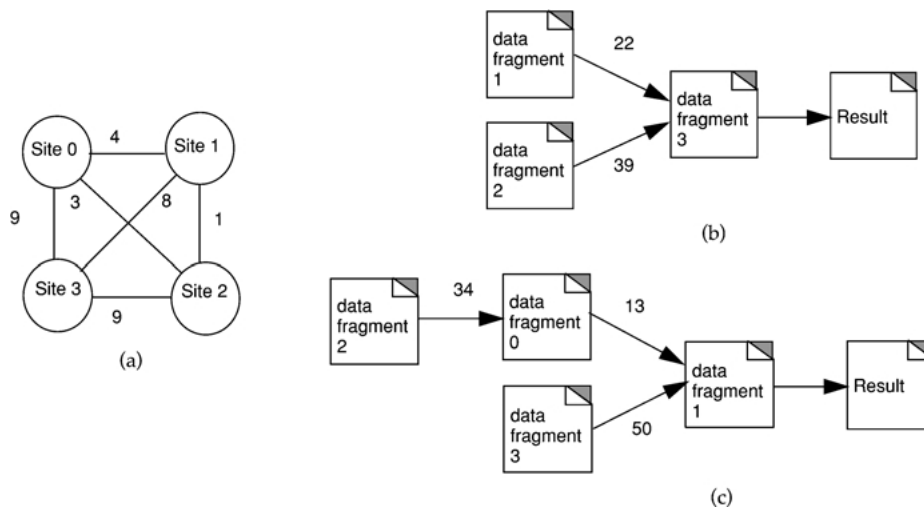 Site 0
4
Site 1
9
3
8
1
Site 3
9
Site 2
(a)
data
fragment
1
22
data
fragment
2
39
data
fragment
3
Result
(b)
data
fragment
2
34
data
fragment
0
13
data
fragment
3
50
data
fragment
1
Result
(c)